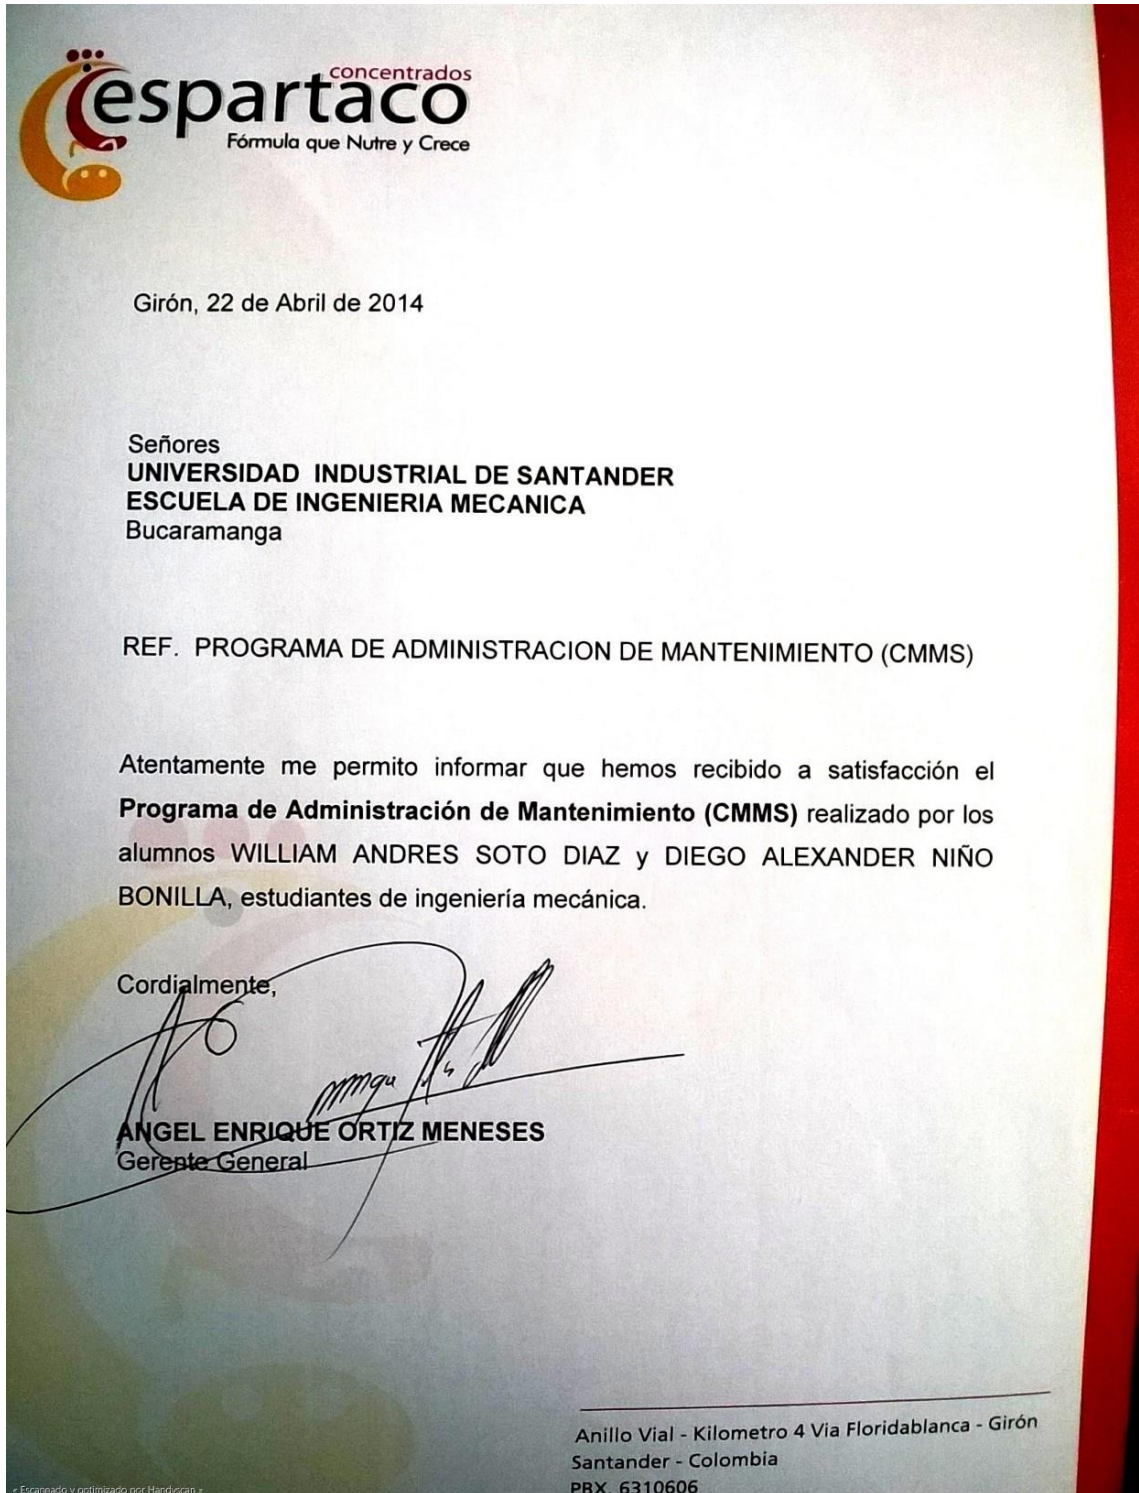 concentrados
espartaco
Fórmula que Nutre y Crece
Girón, 22 de Abril de 2014
Señores
UNIVERSIDAD INDUSTRIAL DE SANTANDER
ESCUELA DE INGENIERIA MECANICA
Bucaramanga
REF. PROGRAMA DE ADMINISTRACION DE MANTENIMIENTO (CMMS)
Atentamente me permito informar que hemos recibido a satisfacción el
Programa de Administración de Mantenimiento (CMMS) realizado por los
alumnos WILLIAM ANDRES SOTO DIAZ y DIEGO ALEXANDER NIÑO
BONILLA, estudiantes de ingeniería mecánica.
Cordialmente,
ANGEL ENRIQUE ORTIZ MENESES
Gerente General
Anillo Vial - Kilometro 4 Via Floridablanca - Girón
Santander - Colombia
PBX. 6310606
« Escaneado y optimizado por Handyscan »